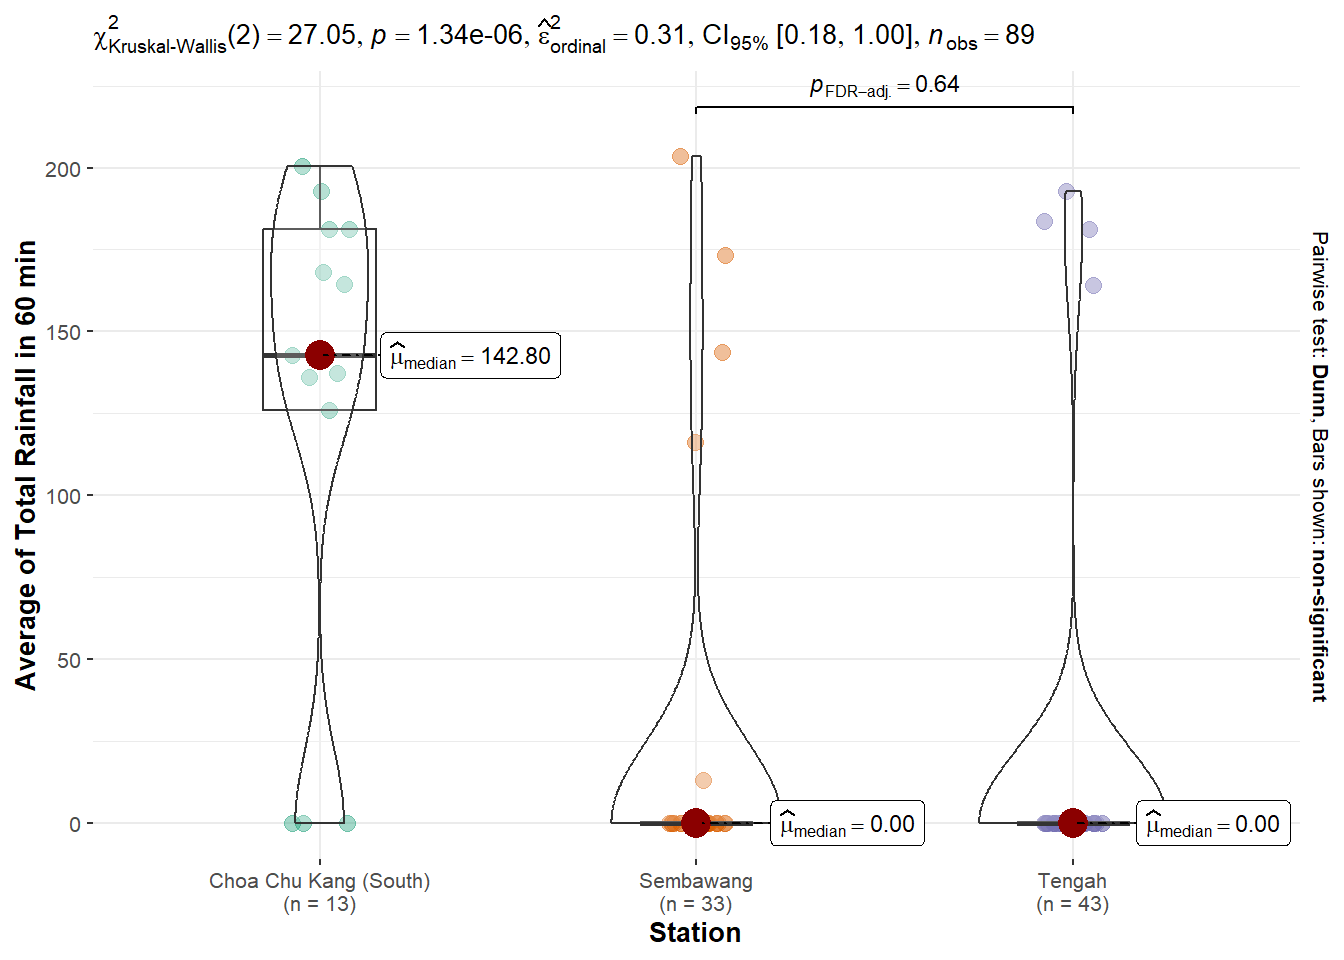 χ²Kruskal-Wallis(2) = 27.05, p = 1.34e-06, ε̂²ordinal = 0.31, CI95% [0.18, 1.00], nobs = 89
pFDR−adj. = 0.64
200
150
100
50
0
Average of Total Rainfall in 60 min
μ̂median = 142.80
μ̂median = 0.00
μ̂median = 0.00
Pairwise test: Dunn, Bars shown: non-significant
Choa Chu Kang (South)
(n = 13)
Sembawang
(n = 33)
Tengah
(n = 43)
Station